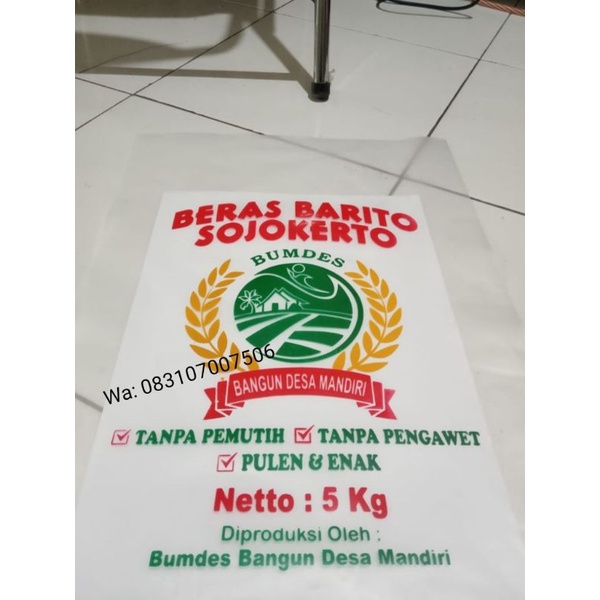 BERAS BARITO
SOJOKERTO
BUMDES
Wa: 083107007506
BANGUN DESA MANDIRI
TANPA PEMUTIH TANPA PENGAWET
PULEN & ENAK
Netto : 5 Kg
Diproduksi Oleh :
Bumdes Bangun Desa Mandiri